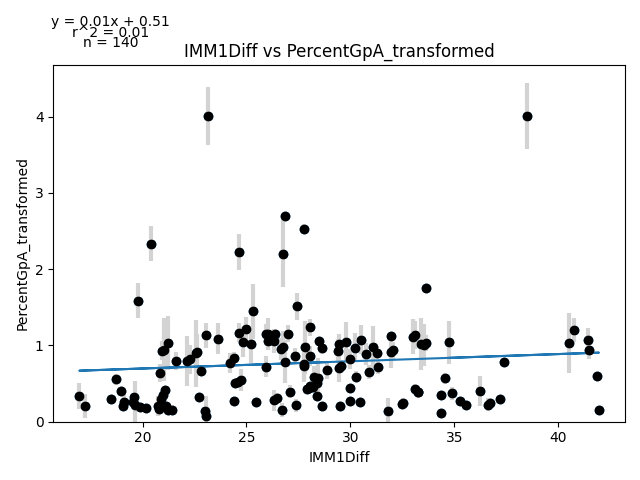 y = 0.01x + 0.51
r^2 = 0.01
n = 140
IMM1Diff vs PercentGpA_transformed
PercentGpA_transformed
4
3
2
1
0
20
25
30
35
40
IMM1Diff